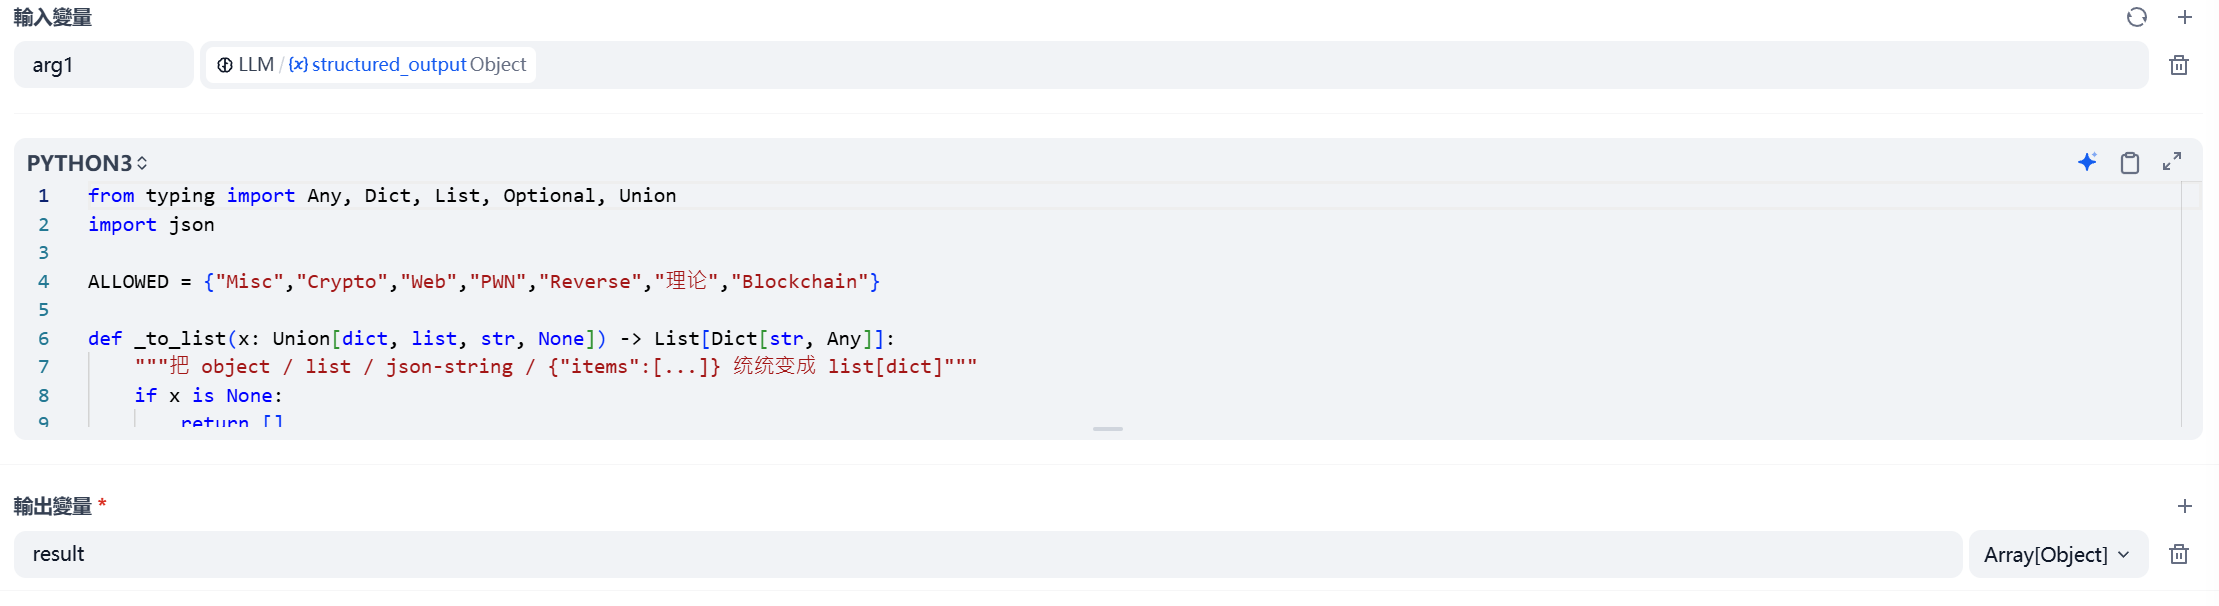 輸入變量
arg1
LLM / {x} structured_output Object
PYTHON3
1 from typing import Any, Dict, List, Optional, Union
2 import json
3
4 ALLOWED = {"Misc","Crypto","Web","PWN","Reverse","理论","Blockchain"}
5
6 def _to_list(x: Union[dict, list, str, None]) -> List[Dict[str, Any]]:
7     """把 object / list / json-string / {"items":[...]} 统统变成 list[dict]"""
8     if x is None:
9         return []
輸出變量 *
result
Array[Object]